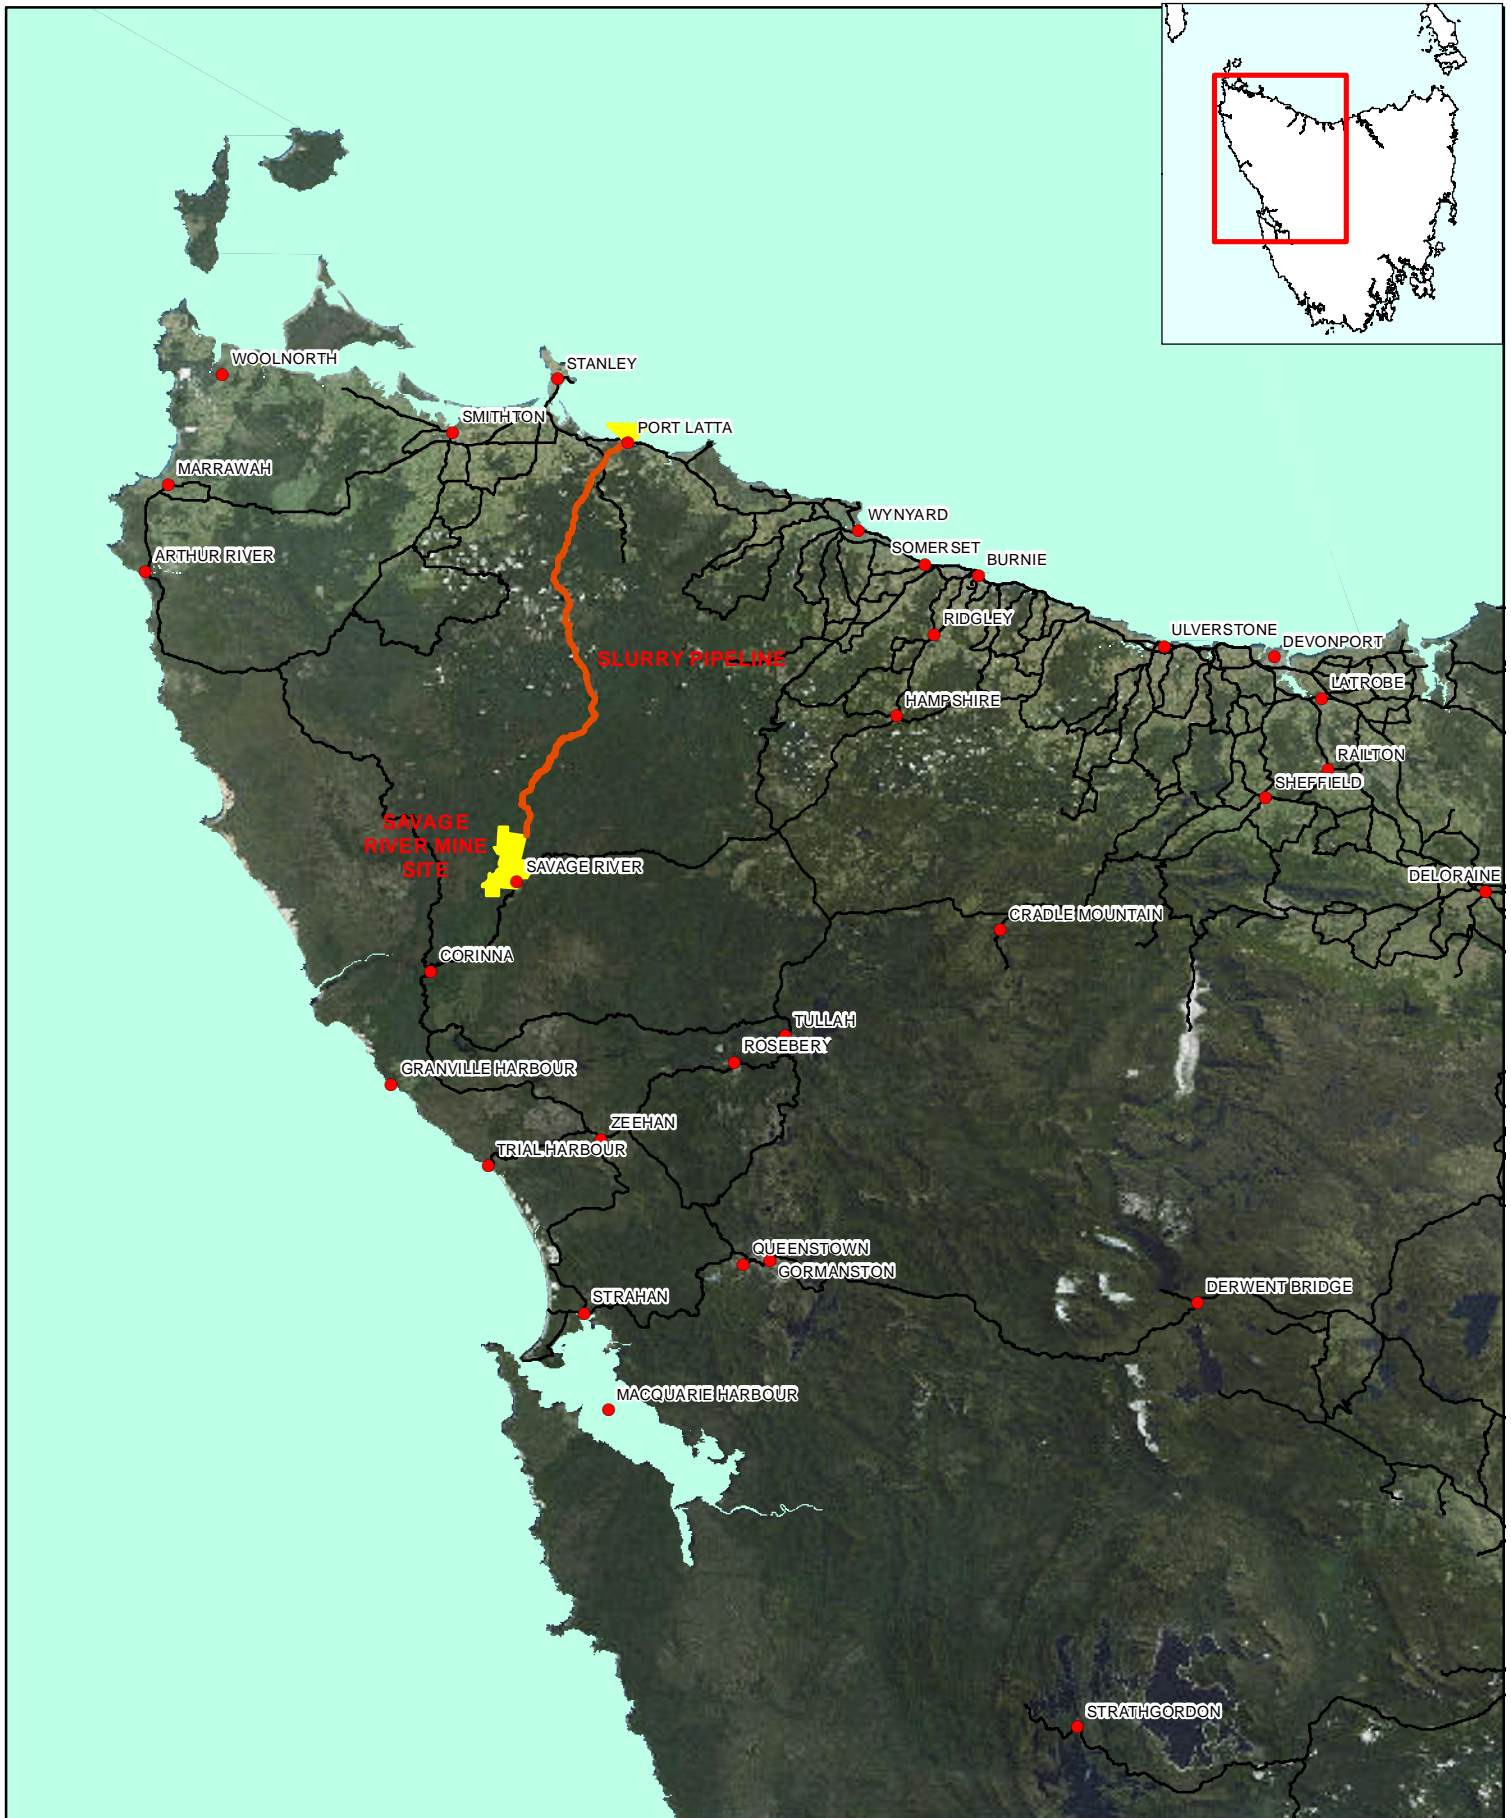 WOOLNORTH
STANLEY
SMITHTON
PORT LATTA
MARRAWAH
WYNYARD
ARTHUR RIVER
SOMERSET
BURNIE
RIDGLEY
ULVERSTONE
DEVONPORT
SLURRY PIPELINE
LATROBE
HAMPSHIRE
RAILTON
SHEFFIELD
SAVAGE
RIVER MINE
SITE
SAVAGE RIVER
DELORAINE
CRADLE MOUNTAIN
CORINNA
TULLAH
ROSEBERY
GRANVILLE HARBOUR
ZEEHAN
TRIAL HARBOUR
QUEENSTOWN
GORMANSTON
DERWENT BRIDGE
STRAHAN
MACQUARIE HARBOUR
STRATHGORDON